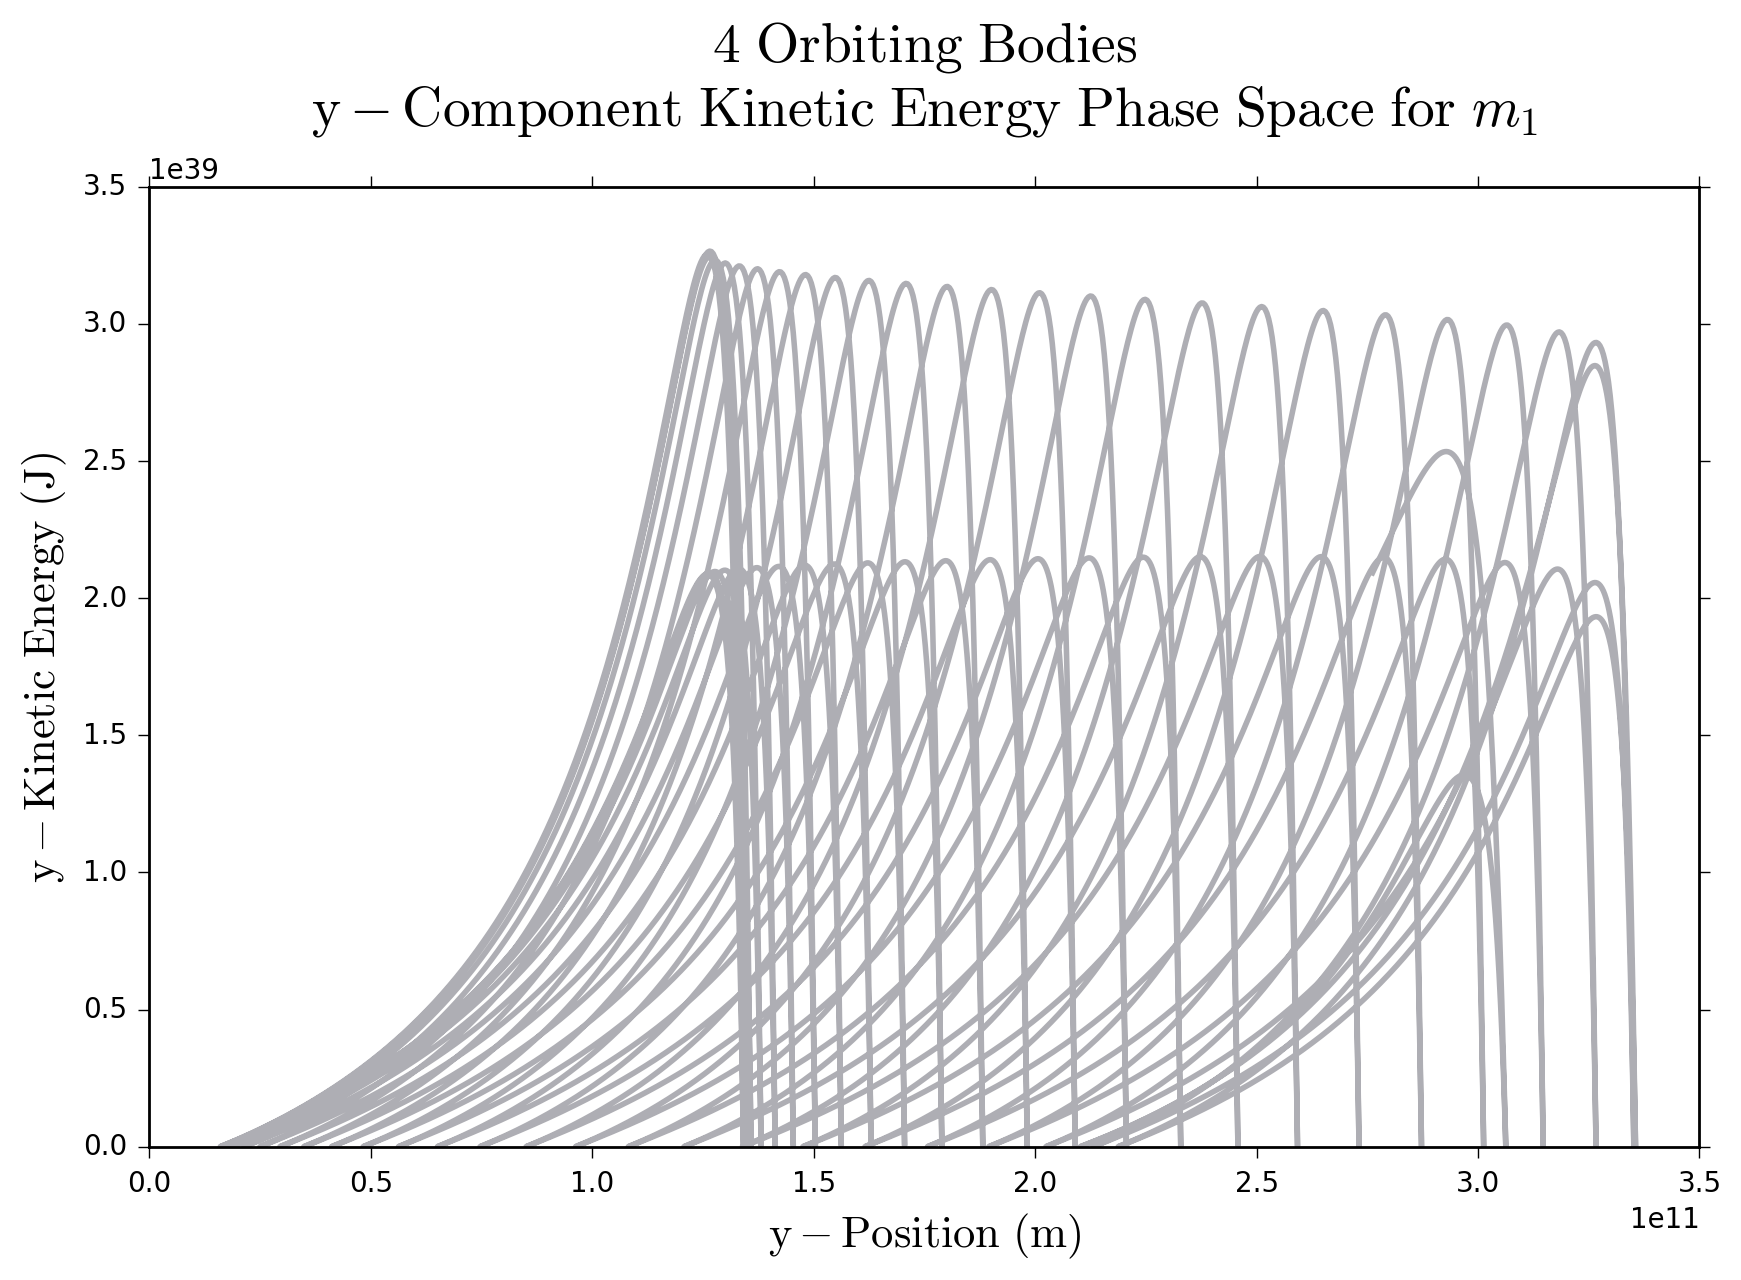 4 Orbiting Bodies
y − Component Kinetic Energy Phase Space for m₁
1e39
3.5
3.0
2.5
2.0
1.5
1.0
0.5
0.0
y − Kinetic Energy (J)
0.0 0.5 1.0 1.5 2.0 2.5 3.0 3.5
1e11
y − Position (m)